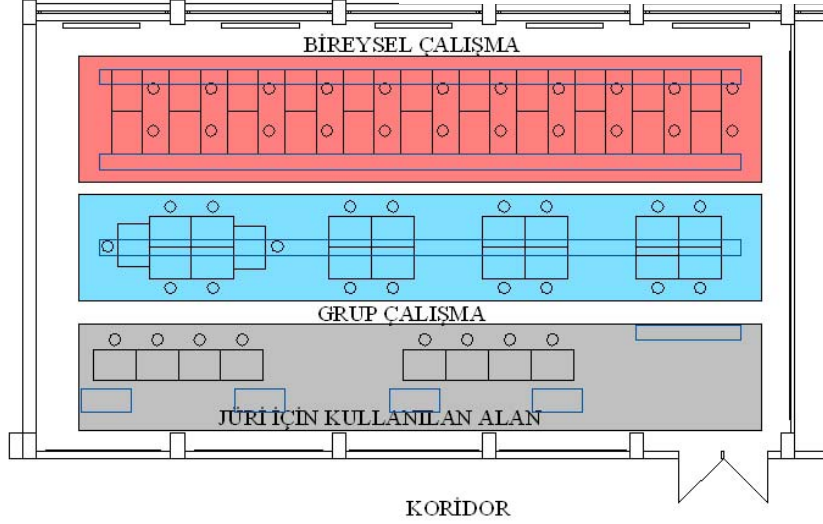 BİREYSEL ÇALIŞMA
GRUP ÇALIŞMA
JÜRİ İÇİN KULLANILAN ALAN
KORİDOR